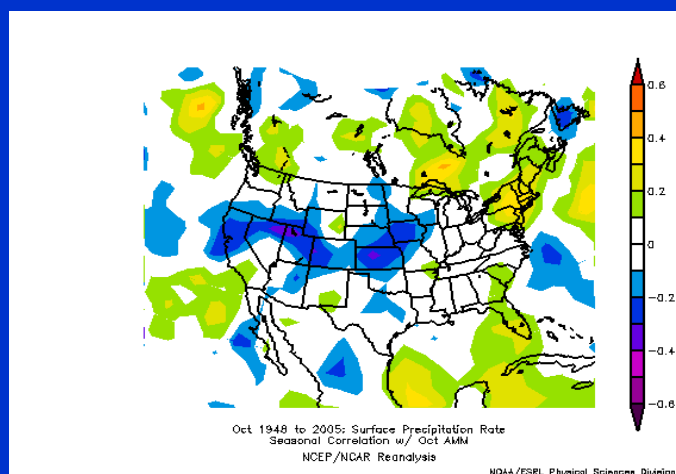 0.6
0.4
0.2
0
-0.2
-0.4
-0.6
Oct 1948 to 2005: Surface Precipitation Rate
Seasonal Correlation w/ Oct AMM
NCEP/NCAR Reanalysis
NOAA/ESRL Physical Sciences Division